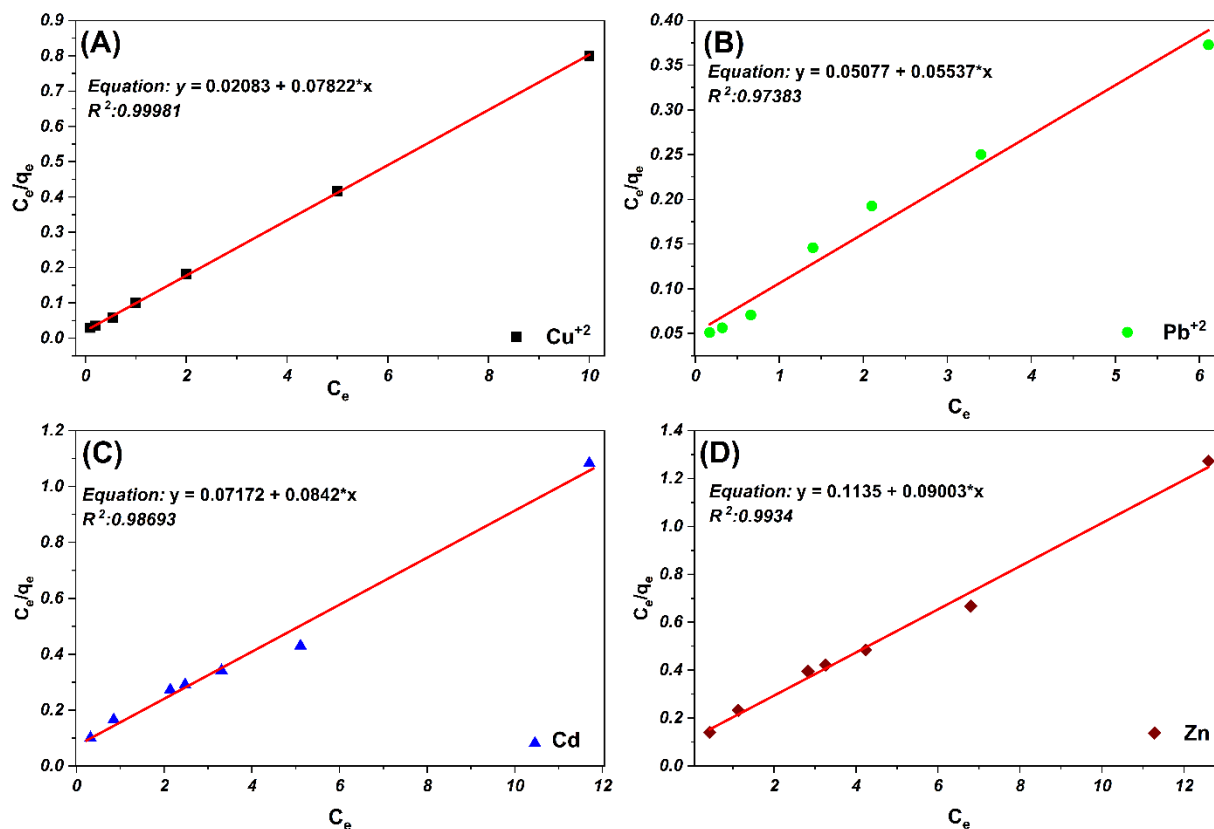 (A)
Equation: y = 0.02083 + 0.07822*x
R²:0.99981
0.9
0.8
0.7
0.6
0.5
0.4
0.3
0.2
0.1
0.0
Cₑ/qₑ
Cu⁺²
0 2 4 6 8 10
Cₑ
(B)
Equation: y = 0.05077 + 0.05537*x
R²:0.97383
0.40
0.35
0.30
0.25
0.20
0.15
0.10
0.05
Cₑ/qₑ
Pb⁺²
0 1 2 3 4 5 6
Cₑ
(C)
Equation: y = 0.07172 + 0.0842*x
R²:0.98693
1.2
1.0
0.8
0.6
0.4
0.2
0.0
Cₑ/qₑ
Cd
0 2 4 6 8 10 12
Cₑ
(D)
Equation: y = 0.1135 + 0.09003*x
R²:0.9934
1.4
1.2
1.0
0.8
0.6
0.4
0.2
0.0
Cₑ/qₑ
Zn
2 4 6 8 10 12
Cₑ